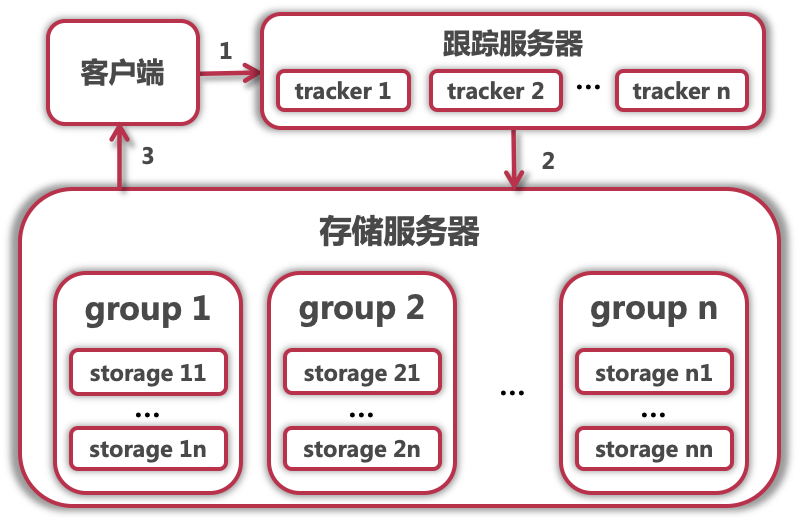 客户端
1
跟踪服务器
tracker 1
tracker 2
...
tracker n
3
2
存储服务器
group 1
storage 11
...
storage 1n
group 2
storage 21
...
storage 2n
...
group n
storage n1
...
storage nn